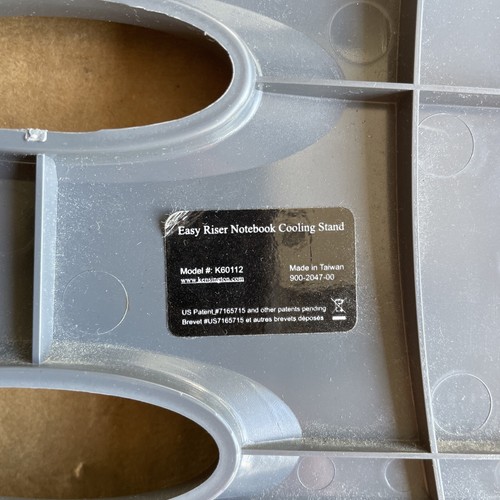 Easy Riser Notebook Cooling Stand
Model #: K60112
Made in Taiwan
www.kensington.com
900-2047-00
US Patent #7165715 and other patents pending
Brevet #US7165715 et autres brevets déposés